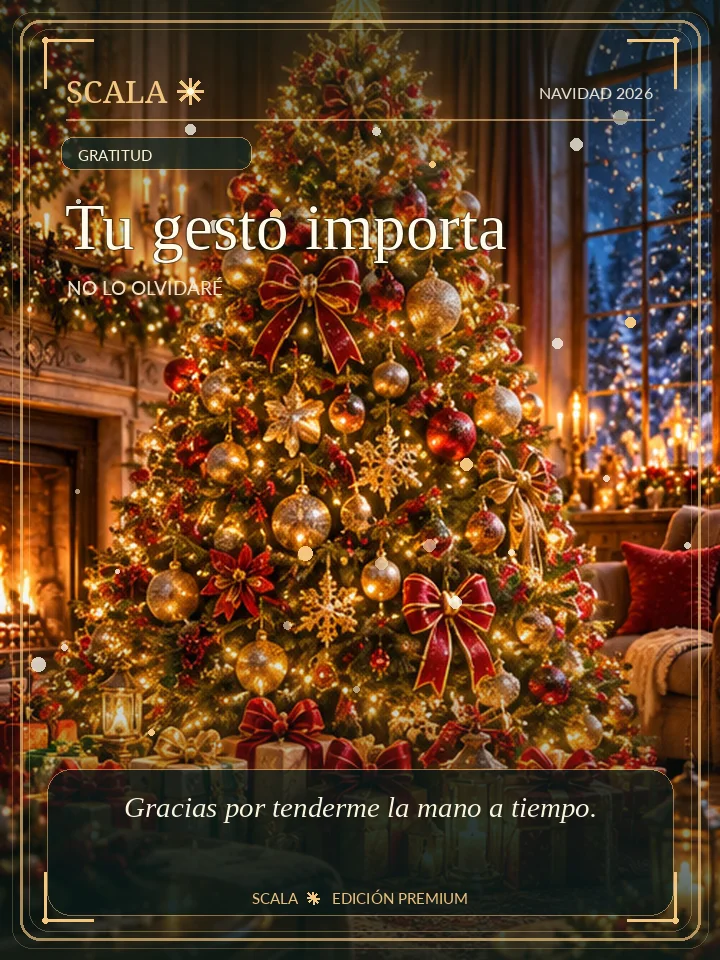 SCALA
NAVIDAD 2026
GRATITUD
Tu gesto importa
NO LO OLVIDARÉ
Gracias por tenderme la mano a tiempo.
SCALA EDICIÓN PREMIUM